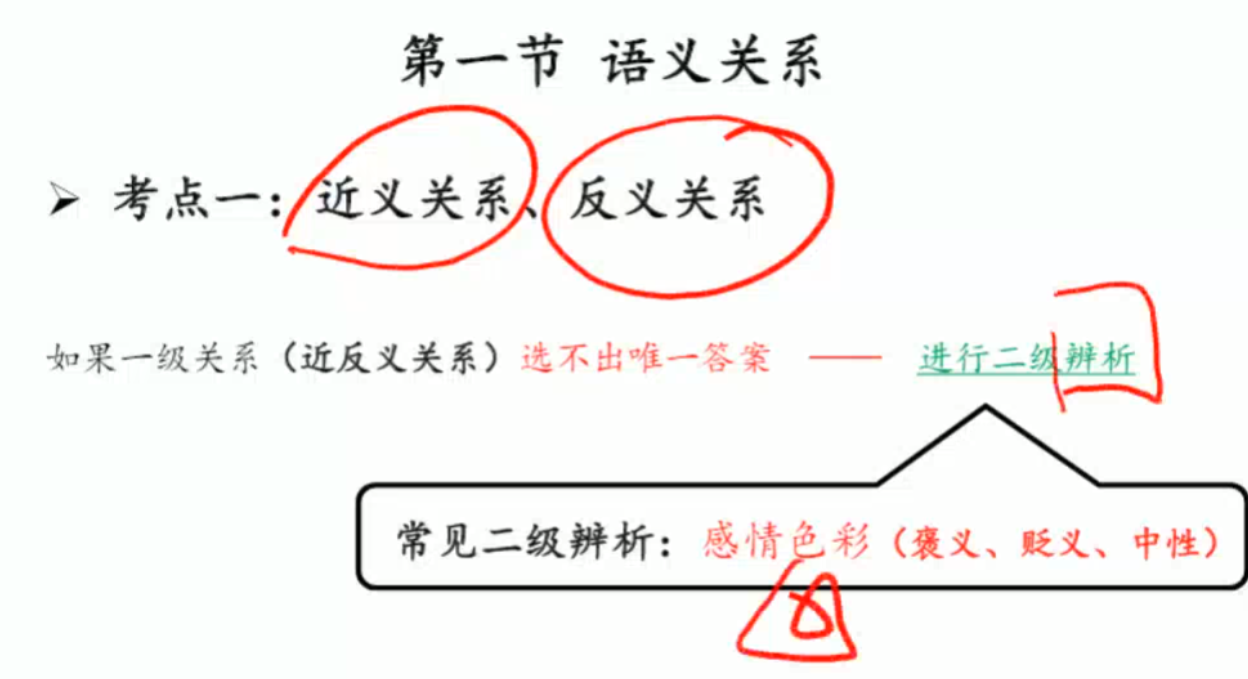 第一节 语义关系
➢ 考点一：近义关系、反义关系
如果一级关系（近反义关系）选不出唯一答案 —— 进行二级辨析
常见二级辨析：感情色彩（褒义、贬义、中性）